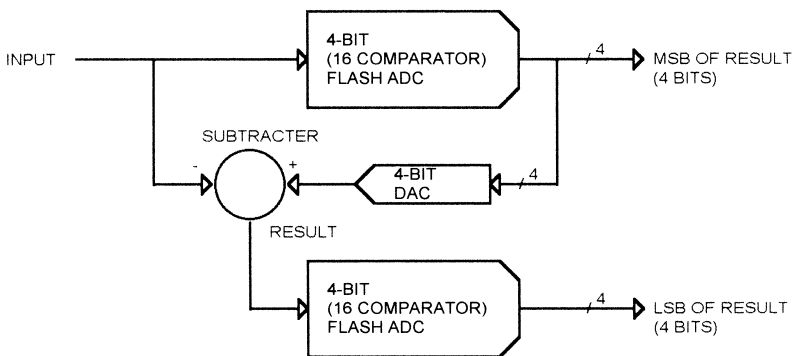 4-BIT
(16 COMPARATOR)
FLASH ADC
INPUT
4
MSB OF RESULT
(4 BITS)
SUBTRACTER
-
+
4-BIT
DAC
4
RESULT
4-BIT
(16 COMPARATOR)
FLASH ADC
4
LSB OF RESULT
(4 BITS)